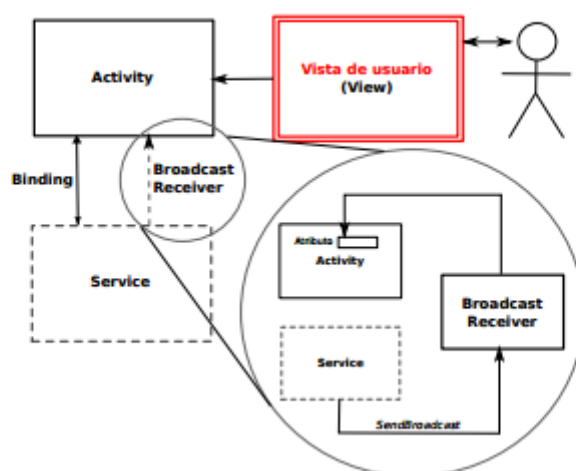 Activity
Vista de usuario
(View)
Binding
Broadcast
Receiver
Service
Atributo
Activity
Broadcast
Receiver
Service
SendBroadcast